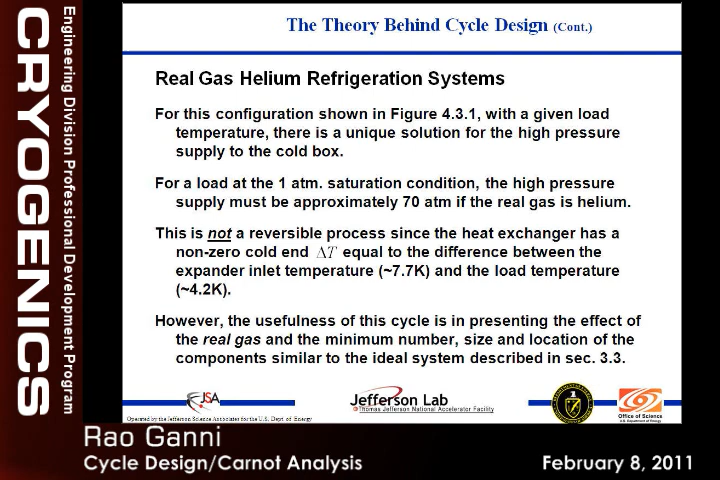 CRYOGENICS
Engineering Division Professional Development Program
The Theory Behind Cycle Design (Cont.)
Real Gas Helium Refrigeration Systems
For this configuration shown in Figure 4.3.1, with a given load
temperature, there is a unique solution for the high pressure
supply to the cold box.
For a load at the 1 atm. saturation condition, the high pressure
supply must be approximately 70 atm if the real gas is helium.
This is not a reversible process since the heat exchanger has a
non-zero cold end ΔT equal to the difference between the
expander inlet temperature (~7.7K) and the load temperature
(~4.2K).
However, the usefulness of this cycle is in presenting the effect of
the real gas and the minimum number, size and location of the
components similar to the ideal system described in sec. 3.3.
JSA
Operated by the Jefferson Science Associates for the U.S. Dept. of Energy
Jefferson Lab
Thomas Jefferson National Accelerator Facility
Office of Science
U.S. Department of Energy
Rao Ganni
Cycle Design/Carnot Analysis
February 8, 2011